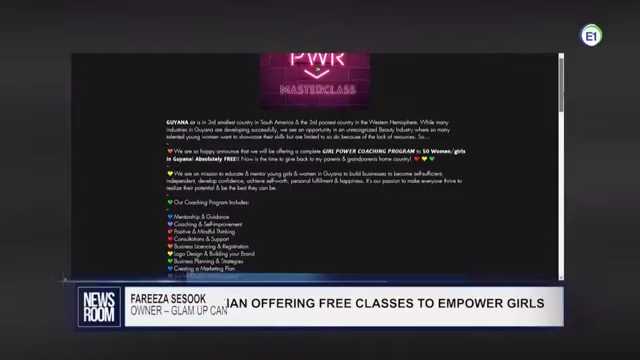 E1
PWR
MASTERCLASS
GUYANA is in 3rd smallest country in South America & the 3rd poorest country in the Western Hemisphere. While many
industries in Guyana are developing successfully, we see an opportunity in an unrecognized Beauty Industry where so many
talented young women want to showcase their skills but are limited to so do because of the lack of resources. So...
We are so happy announce that we will be offering a complete GIRL POWER COACHING PROGRAM to 50 Women/girls
in Guyana! Absolutely FREE!! Now is the time to give back to my parents & grandparents home country!
We are on mission to educate & mentor young girls & women in Guyana to build businesses to become self-sufficient,
independent, develop confidence, achieve self-worth, personal fulfillment & happiness. It's our passion to make everyone thrive to
realize their potential & be the best they can be.
Our Coaching Program Includes:
Mentorship & Guidance
Coaching & Self-improvement
Positive & Mindful Thinking
Consultations & Support
Business Licencing & Registration
Logo Design & Building your Brand
Business Planning & Strategies
Creating a Marketing Plan
NEWS
ROOM
FAREEZA SESOOK
OWNER – GLAM UP CAN
IAN OFFERING FREE CLASSES TO EMPOWER GIRLS